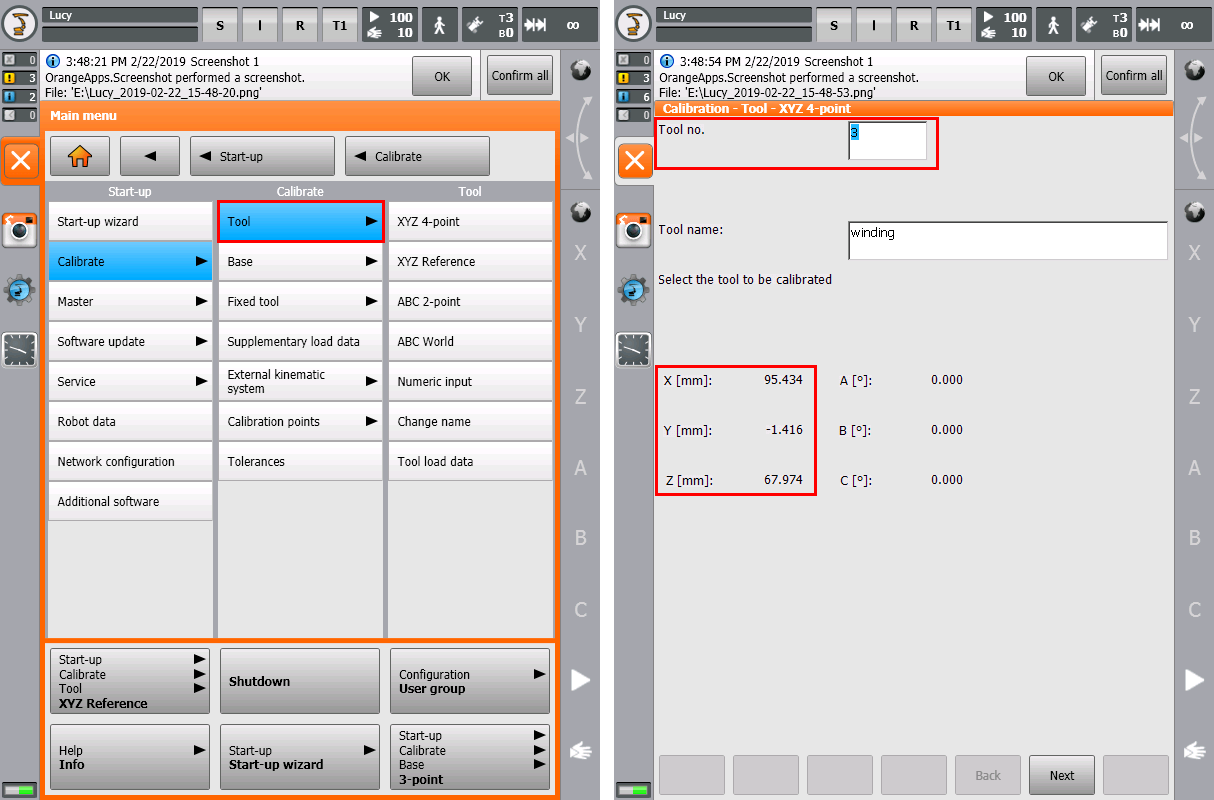 Lucy
S
I
R
T1
100
10
T3
B0
∞
0
3
2
0
3:48:21 PM 2/22/2019 Screenshot 1
OrangeApps.Screenshot performed a screenshot.
File: 'E:\Lucy_2019-02-22_15-48-20.png'
OK
Confirm all
Main menu
Start-up
Calibrate
Start-up
Calibrate
Tool
Start-up wizard
Tool
XYZ 4-point
Calibrate
Base
XYZ Reference
Master
Fixed tool
ABC 2-point
Software update
Supplementary load data
ABC World
Service
External kinematic
system
Numeric input
Robot data
Calibration points
Change name
Network configuration
Tolerances
Tool load data
Additional software
X
Y
Z
A
B
C
Start-up
Calibrate
Tool
XYZ Reference
Shutdown
Configuration
User group
Help
Info
Start-up
Start-up wizard
Start-up
Calibrate
Base
3-point
Lucy
S
I
R
T1
100
10
T3
B0
∞
0
3
6
0
3:48:54 PM 2/22/2019 Screenshot 1
OrangeApps.Screenshot performed a screenshot.
File: 'E:\Lucy_2019-02-22_15-48-53.png'
OK
Confirm all
Calibration - Tool - XYZ 4-point
Tool no.
3
Tool name:
winding
Select the tool to be calibrated
X [mm]: 95.434 A [°]: 0.000
Y [mm]: -1.416 B [°]: 0.000
Z [mm]: 67.974 C [°]: 0.000
X
Y
Z
A
B
C
Back
Next